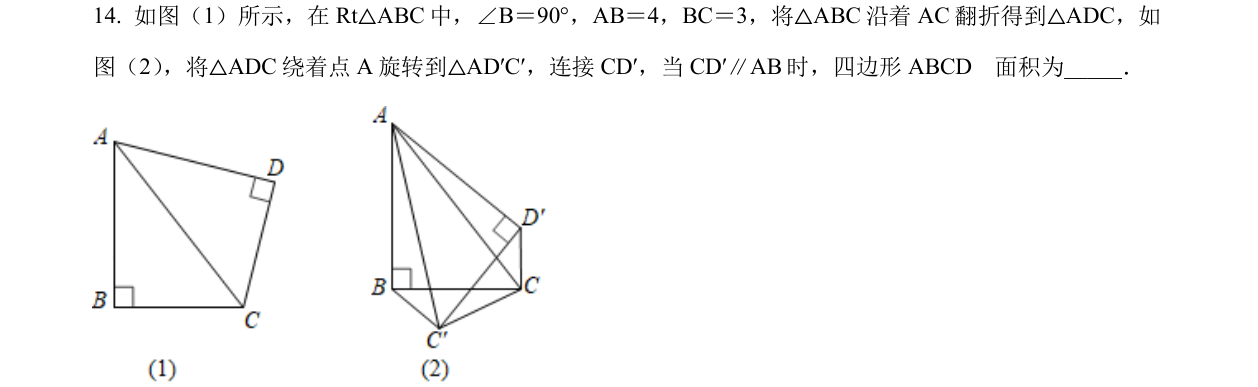 14. 如图（1）所示，在 Rt△ABC 中，∠B＝90°，AB＝4，BC＝3，将△ABC 沿着 AC 翻折得到△ADC，如
图（2），将△ADC 绕着点 A 旋转到△AD′C′，连接 CD′，当 CD′∥AB 时，四边形 ABCD 面积为_____．
A
D
B
C
(1)
A
D'
B
C
C'
(2)